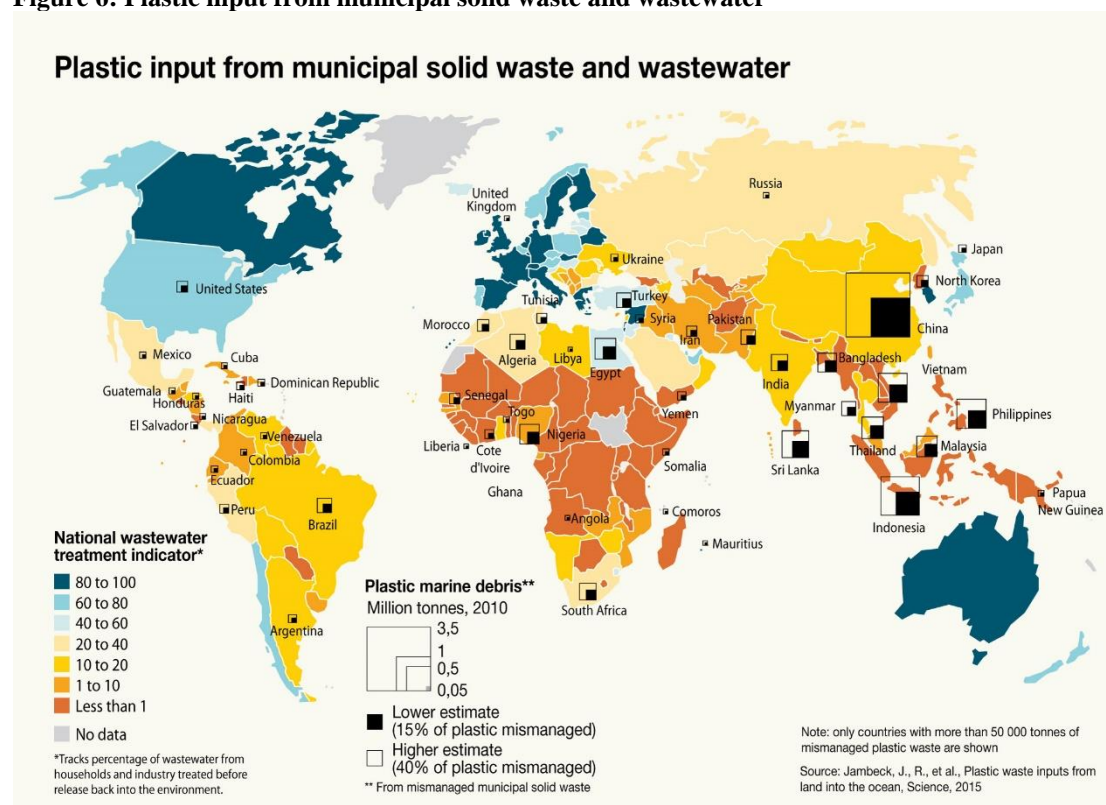 Figure 6: Plastic input from municipal solid waste and wastewater
Plastic input from municipal solid waste and wastewater
Russia
United
Kingdom
Japan
Ukraine
North Korea
United States
Tunisia
Turkey
Syria
Pakistan
Morocco
Iran
China
Mexico
Cuba
Algeria
Libya
Egypt
India
Bangladesh
Vietnam
Guatemala
Dominican Republic
Honduras
Haiti
Senegal
Togo
Yemen
Myanmar
Philippines
El Salvador
Nicaragua
Venezuela
Liberia
Cote
d'Ivoire
Nigeria
Somalia
Sri Lanka
Thailand
Malaysia
Colombia
Ecuador
Ghana
Peru
Brazil
Angola
Comoros
Indonesia
Papua
New Guinea
Mauritius
South Africa
Argentina
National wastewater
treatment indicator*
80 to 100
60 to 80
40 to 60
20 to 40
10 to 20
1 to 10
Less than 1
No data
*Tracks percentage of wastewater from
households and industry treated before
release back into the environment.
Plastic marine debris**
Million tonnes, 2010
3,5
1
0,5
0,05
Lower estimate
(15% of plastic mismanaged)
Higher estimate
(40% of plastic mismanaged)
** From mismanaged municipal solid waste
Note: only countries with more than 50 000 tonnes of
mismanaged plastic waste are shown
Source: Jambeck, J., R., et al., Plastic waste inputs from
land into the ocean, Science, 2015